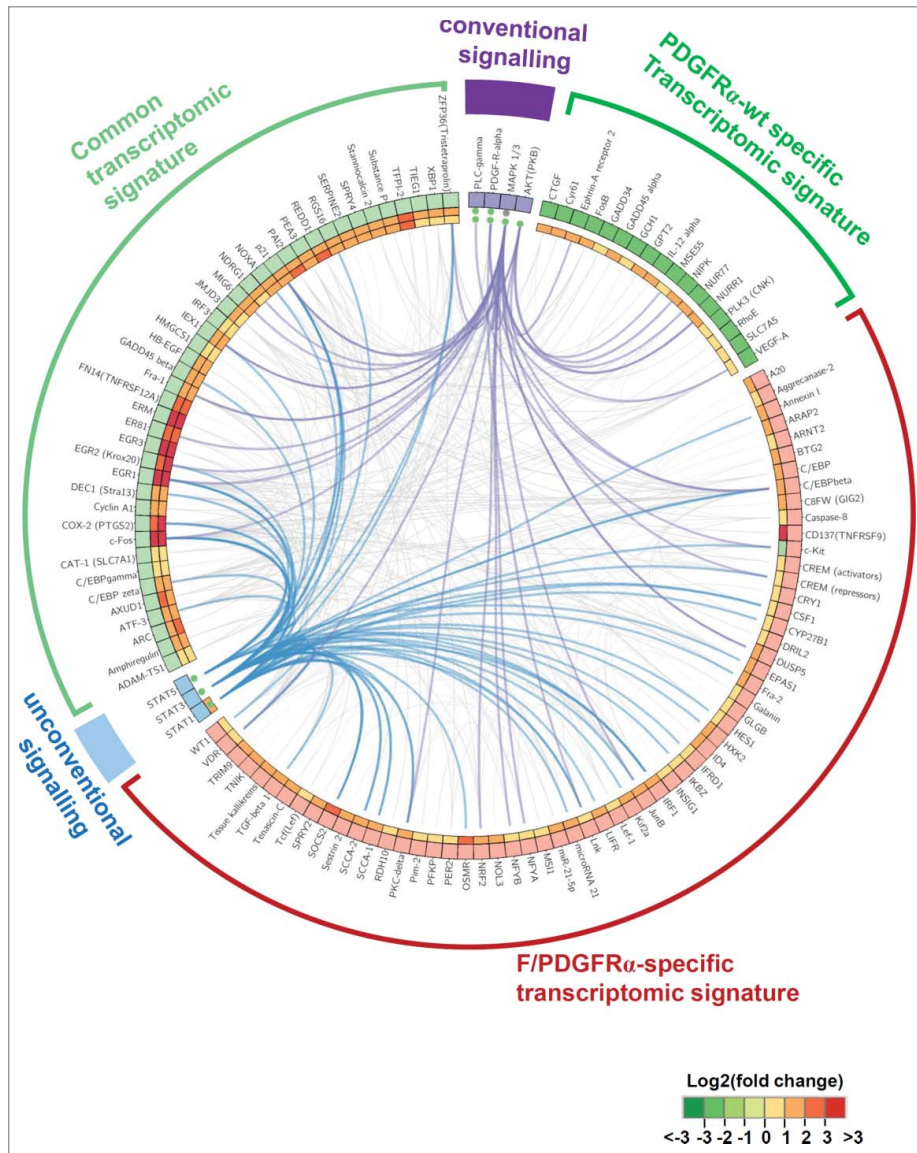 conventional
signalling
PDGFRα-wt specific
Transcriptomic signature
Common
transcriptomic
signature
unconventional
signalling
F/PDGFRα-specific
transcriptomic signature
PLC-gamma
PDGF-R-alpha
MAPK 1/3
AKT(PKB)
CTGF
Cyr61
Ephrin-A receptor 2
FosB
GADD34
GADD45 alpha
GCH1
GPT2
IL-12 alpha
MSE55
NIPK
NUR77
NURR1
PLK3 (CNK)
RhoE
SLC7A5
VEGF-A
A20
Aggrecanase-2
Annexin I
ARAP2
ARNT2
BTG2
C/EBP
C/EBPbeta
C8FW (GIG2)
Caspase-8
CD137(TNFRSF9)
c-Kit
CREM (activators)
CREM (repressors)
CRY1
CSF1
CYP27B1
DRIL2
DUSP5
EPAS1
Fra-2
Galanin
GLGB
HES1
HXK2
ID4
IFRD1
IKBZ
INSIG1
IRF1
JunB
Kid2a
Lef-1
LIFR
Lnk
microRNA 21
miR-21-5p
MSI1
NFYA
NFYB
NOL3
NRF2
OSMR
PER2
PFKP
Pim-2
PKC-delta
RDH10
SCCA-1
SCCA-2
Sestrin 2
SOCS2
SPRY2
Tcf(Lef)
Tenascin-C
TGF-beta 1
Tissue kallikreins
TNIK
TRIM9
VDR
WT1
STAT1
STAT3
STAT5
ADAM-TS1
Amphiregulin
ARC
ATF-3
AXUD1
C/EBP zeta
C/EBPgamma
CAT-1 (SLC7A1)
c-Fos
COX-2 (PTGS2)
Cyclin A1
DEC1 (Stra13)
EGR1
EGR2 (Krox20)
EGR3
ER81
ERM
FN14(TNFRSF12A)
Fra-1
GADD45 beta
HB-EGF
HMGCS1
IEX1
IRF3
JMJD3
MIG6
NDRG1
NOXA
p21
PAI2
PEA3
REDD1
RGS16
SERPINE2
SPRY4
Stanniocalcin 2
Substance P
TFPI-2
TIEG1
XBP1
ZFP36(Tristetraprolin)
Log2(fold change)
<-3 -3 -2 -1 0 1 2 3 >3